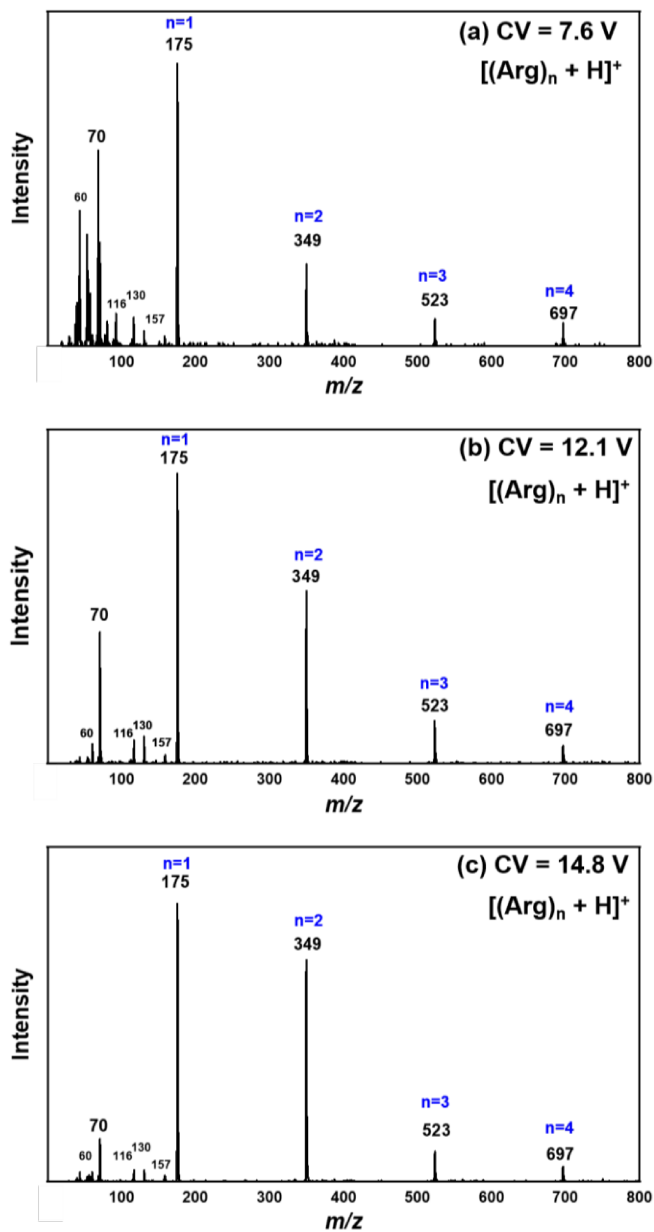 (a) CV = 7.6 V
[(Arg)n + H]+
n=1
175
70
60
116
130
157
n=2
349
n=3
523
n=4
697
Intensity
100 200 300 400 500 600 700 800
m/z
(b) CV = 12.1 V
[(Arg)n + H]+
n=1
175
70
60
116
130
157
n=2
349
n=3
523
n=4
697
Intensity
100 200 300 400 500 600 700 800
m/z
(c) CV = 14.8 V
[(Arg)n + H]+
n=1
175
70
60
116
130
157
n=2
349
n=3
523
n=4
697
Intensity
100 200 300 400 500 600 700 800
m/z